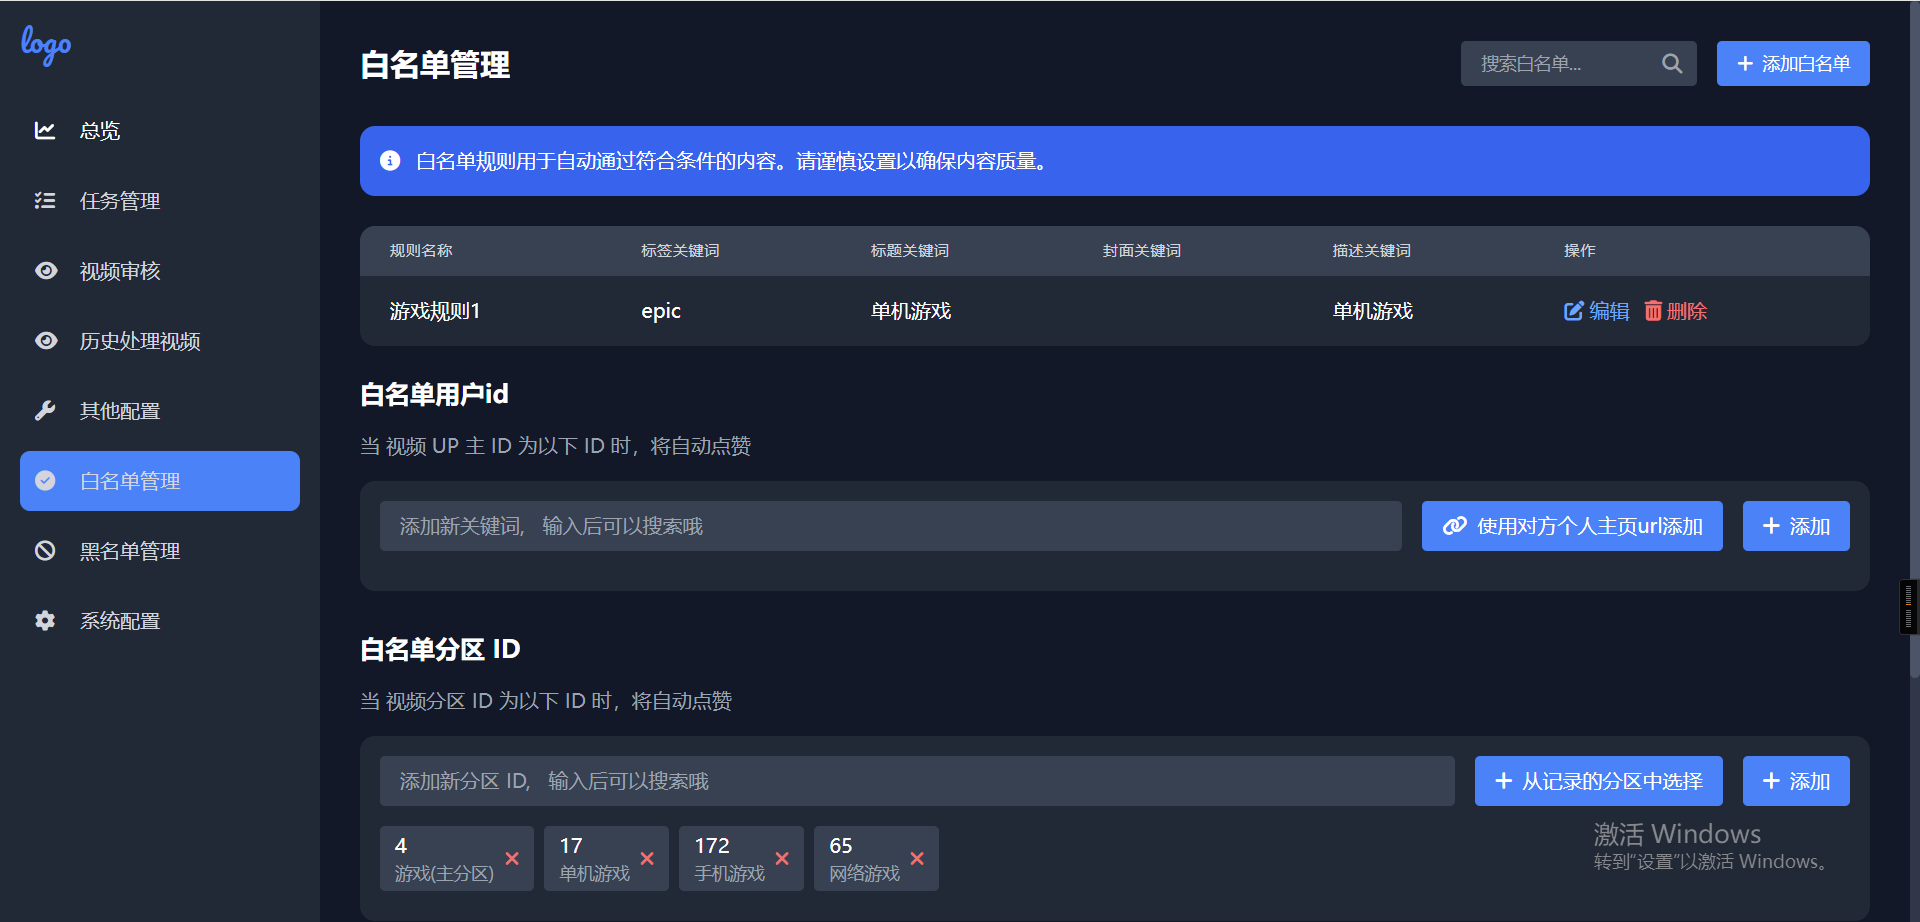 logo
总览
任务管理
视频审核
历史处理视频
其他配置
白名单管理
黑名单管理
系统配置
白名单管理
搜索白名单...
添加白名单
白名单规则用于自动通过符合条件的内容。请谨慎设置以确保内容质量。
规则名称 标签关键词 标题关键词 封面关键词 描述关键词 操作
游戏规则1 epic 单机游戏 单机游戏 编辑 删除
白名单用户id
当 视频 UP 主 ID 为以下 ID 时，将自动点赞
添加新关键词, 输入后可以搜索哦
使用对方个人主页url添加
添加
白名单分区 ID
当 视频分区 ID 为以下 ID 时，将自动点赞
添加新分区 ID, 输入后可以搜索哦
从记录的分区中选择
添加
4
游戏(主分区)
17
单机游戏
172
手机游戏
65
网络游戏
激活 Windows
转到“设置”以激活 Windows。